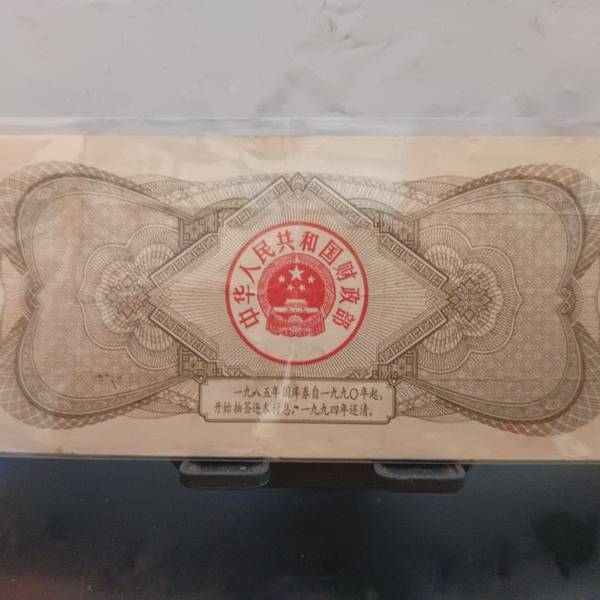 中华人民共和国财政部
一九八五年国库券自一九九〇年起,
开始抽签还本付息,一九九四年还清。